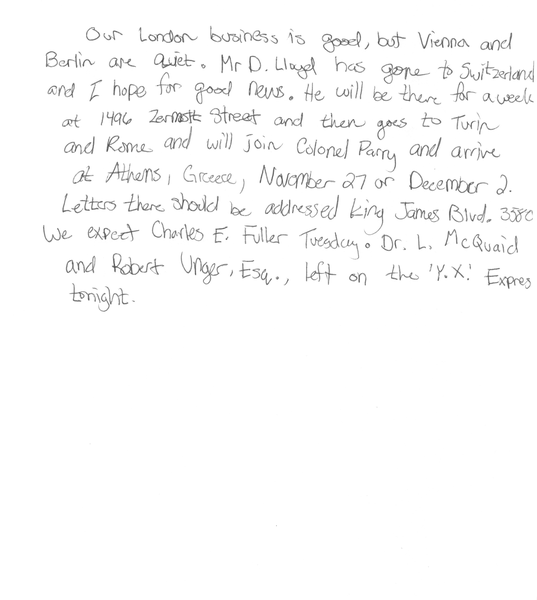 Our London business is good, but Vienna and
Berlin are quiet. Mr D. Lloyd has gone to Switzerland
and I hope for good news. He will be there for a week
at 1496 Zermott Street and then goes to Turin
and Rome and will join Colonel Parry and arrive
at Athens, Greece, November 27 or December 2.
Letters there should be addressed King James Blvd. 3580
We expect Charles E. Fuller Tuesday. Dr. L. McQuaid
and Robert Unger, Esq., left on the 'Y.X.' Expres
tonight.